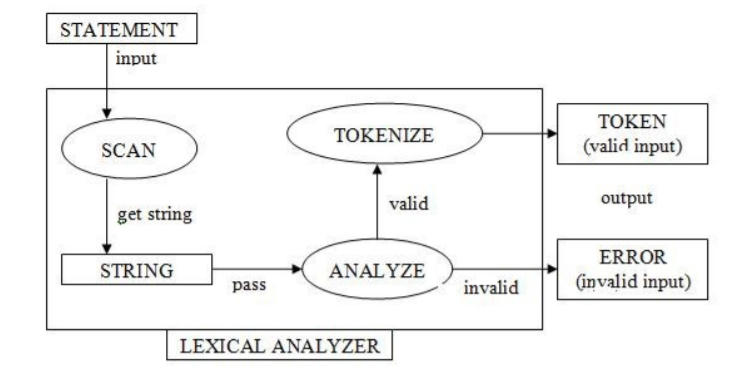 STATEMENT
input
SCAN
TOKENIZE
TOKEN
(valid input)
get string
valid
output
STRING
pass
ANALYZE
invalid
ERROR
(invalid input)
LEXICAL ANALYZER